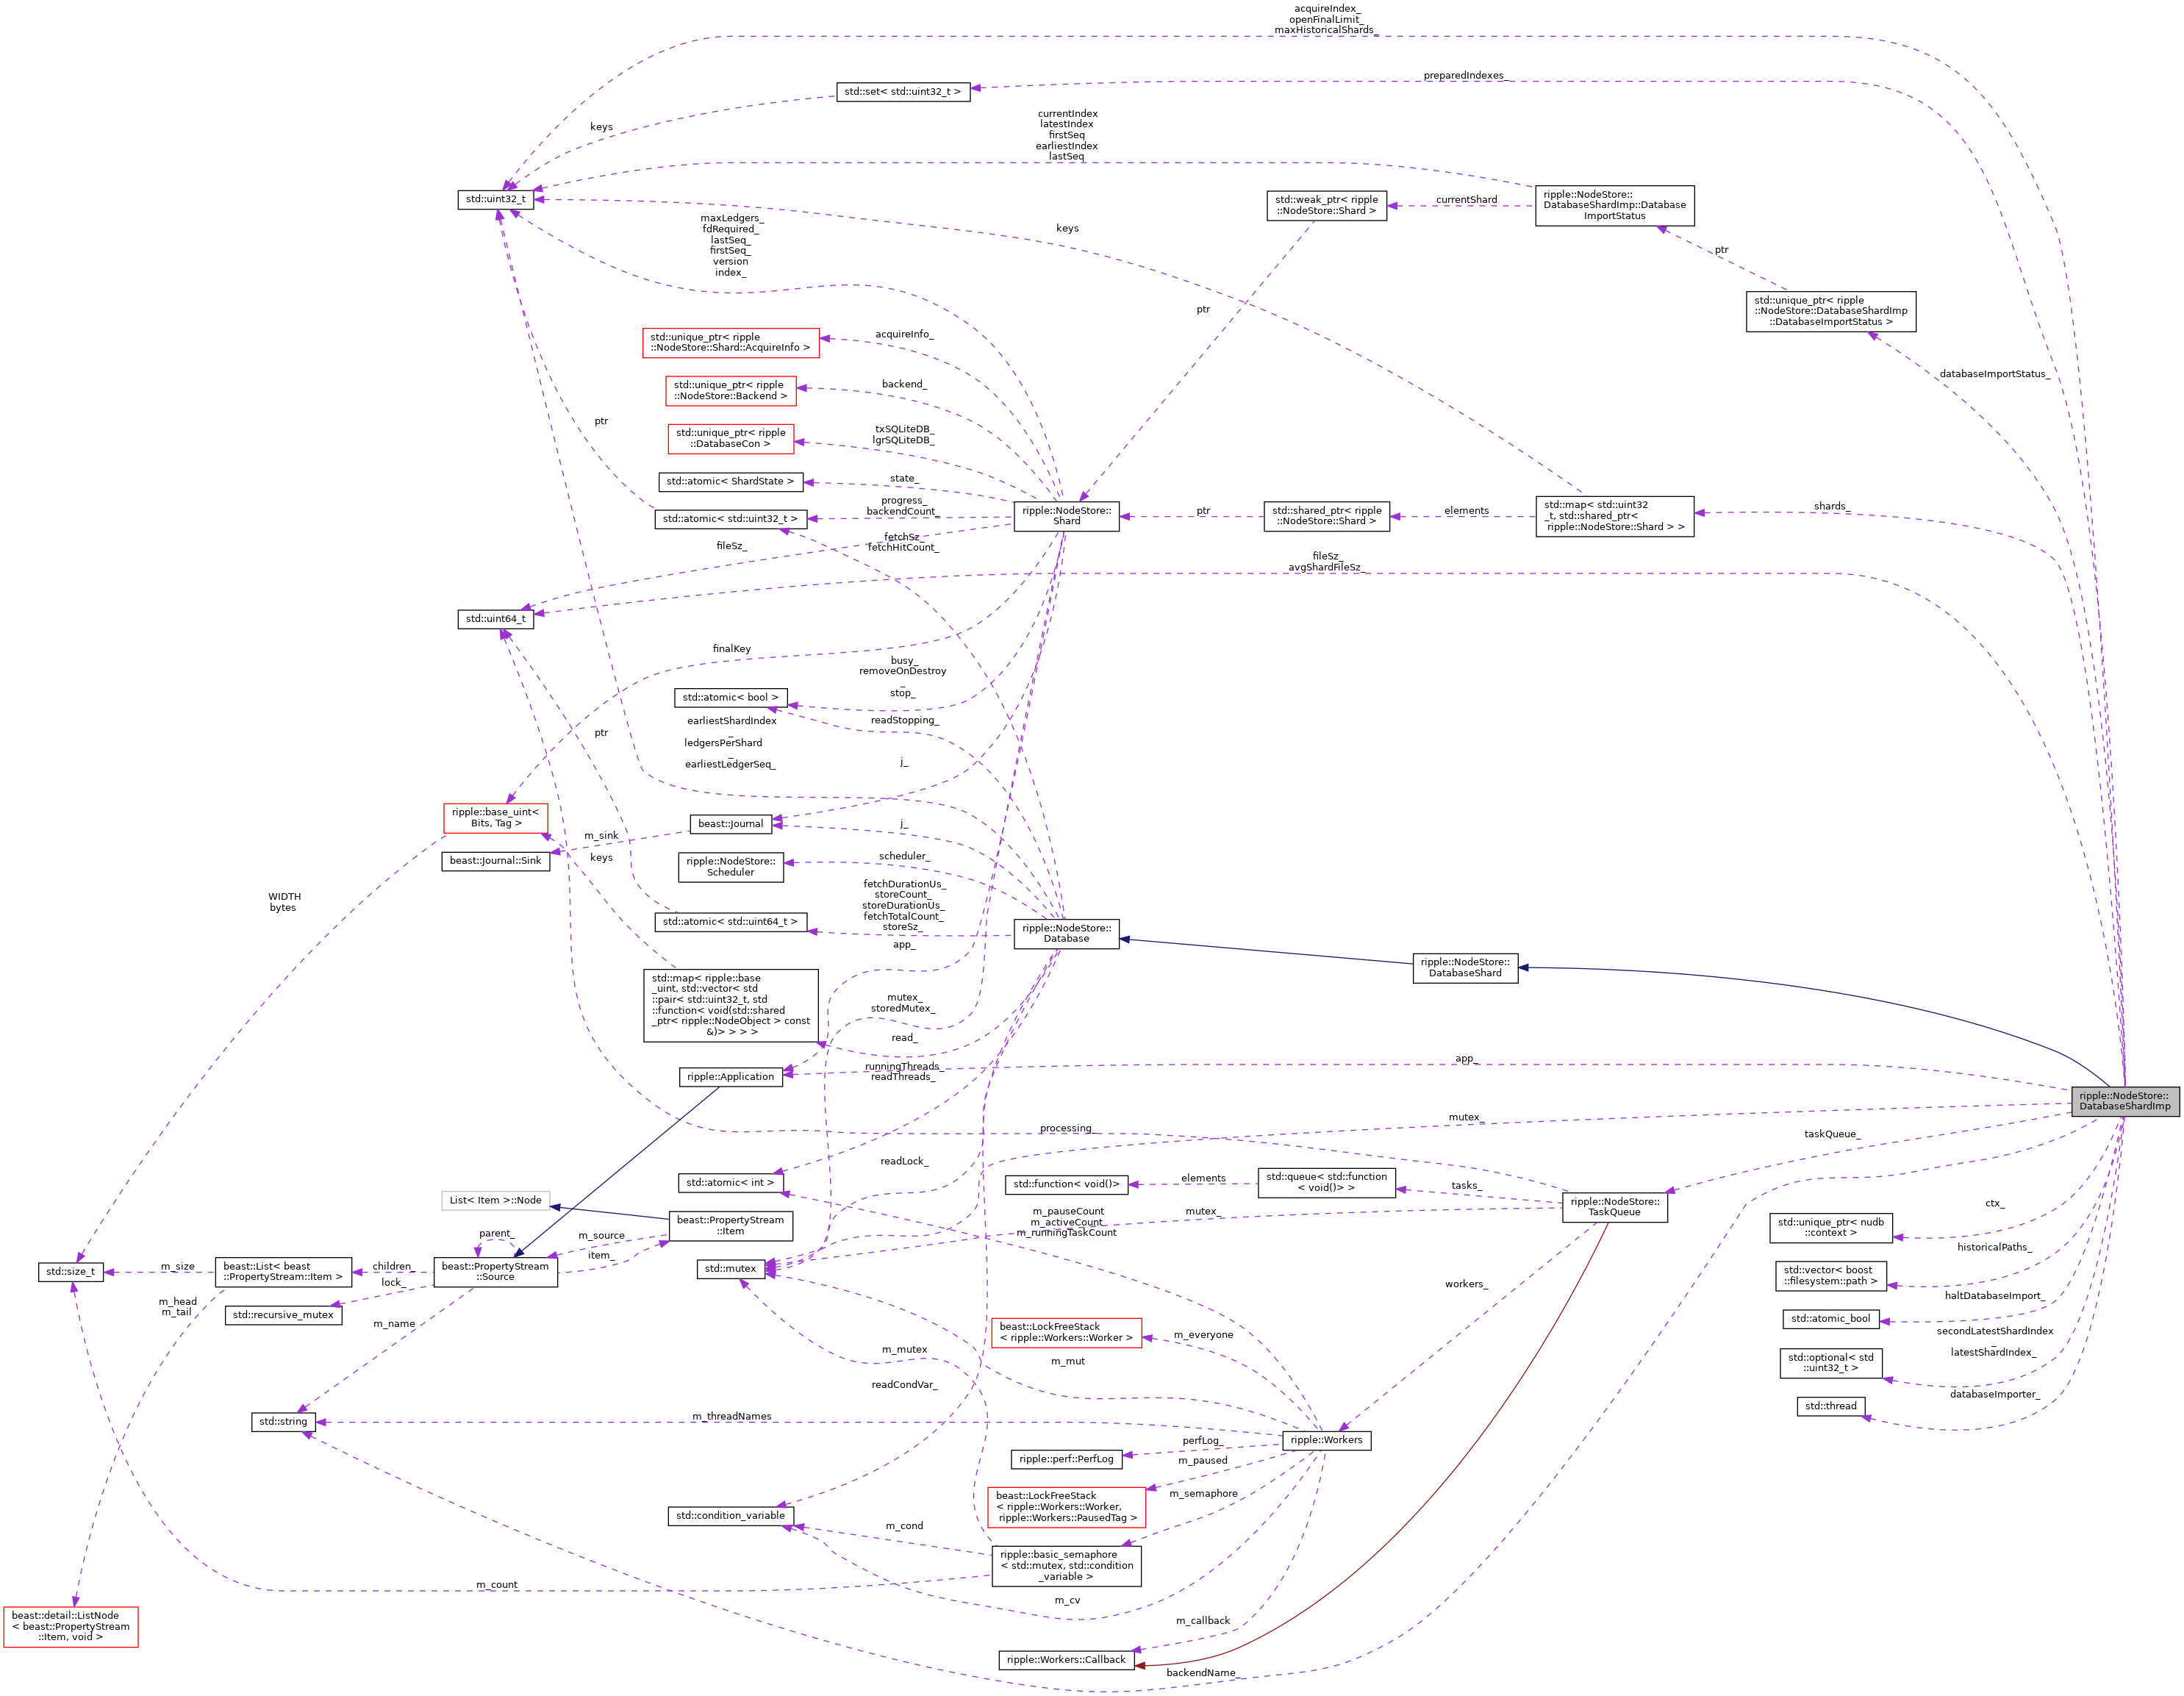 acquireIndex_
openFinalLimit_
maxHistoricalShards_
preparedIndexes_
std::set< std::uint32_t >
keys
currentIndex
latestIndex
firstSeq
earliestIndex
lastSeq
std::uint32_t
std::weak_ptr< ripple
::NodeStore::Shard >
currentShard
ripple::NodeStore::
DatabaseShardImp::Database
ImportStatus
maxLedgers_
fdRequired_
lastSeq_
firstSeq_
version
index_
keys
ptr
ptr
std::unique_ptr< ripple
::NodeStore::DatabaseShardImp
::DatabaseImportStatus >
std::unique_ptr< ripple
::NodeStore::Shard::AcquireInfo >
acquireInfo_
databaseImportStatus_
std::unique_ptr< ripple
::NodeStore::Backend >
backend_
ptr
std::unique_ptr< ripple
::DatabaseCon >
txSQLiteDB_
lgrSQLiteDB_
std::atomic< ShardState >
state_
std::atomic< std::uint32_t >
progress_
backendCount_
ripple::NodeStore::
Shard
ptr
std::shared_ptr< ripple
::NodeStore::Shard >
elements
std::map< std::uint32
_t, std::shared_ptr<
ripple::NodeStore::Shard > >
shards_
fileSz_
fetchSz_
fetchHitCount_
fileSz_
avgShardFileSz_
std::uint64_t
finalKey
busy_
removeOnDestroy
_
stop_
std::atomic< bool >
readStopping_
earliestShardIndex
_
ledgersPerShard
_
earliestLedgerSeq_
ptr
j_
ripple::base_uint<
Bits, Tag >
beast::Journal
j_
m_sink
keys
beast::Journal::Sink
ripple::NodeStore::
Scheduler
scheduler_
WIDTH
bytes
fetchDurationUs_
storeCount_
storeDurationUs_
fetchTotalCount_
storeSz_
std::atomic< std::uint64_t >
ripple::NodeStore::
Database
app_
ripple::NodeStore::
DatabaseShard
std::map< ripple::base
_uint, std::vector< std
::pair< std::uint32_t, std
::function< void(std::shared
_ptr< ripple::NodeObject > const
&)> > > >
mutex_
storedMutex_
read_
ripple::Application
runningThreads_
readThreads_
app_
ripple::NodeStore::
DatabaseShardImp
processing_
mutex_
taskQueue_
readLock_
std::atomic< int >
std::function< void()>
elements
std::queue< std::function
< void()> >
tasks_
ripple::NodeStore::
TaskQueue
ctx_
List< Item >::Node
beast::PropertyStream
::Item
m_pauseCount
m_activeCount_
m_runningTaskCount
mutex_
std::unique_ptr< nudb
::context >
parent_
m_source
item_
historicalPaths_
std::size_t
m_size
beast::List< beast
::PropertyStream::Item >
children_
lock_
beast::PropertyStream
::Source
std::mutex
workers_
std::vector< boost
::filesystem::path >
haltDatabaseImport_
m_head
m_tail
std::recursive_mutex
m_name
beast::LockFreeStack
< ripple::Workers::Worker >
m_everyone
std::atomic_bool
secondLatestShardIndex
_
latestShardIndex_
m_mutex
m_mut
std::optional< std
::uint32_t >
readCondVar_
databaseImporter_
std::thread
std::string
m_threadNames
ripple::Workers
ripple::perf::PerfLog
perfLog_
m_paused
beast::LockFreeStack
< ripple::Workers::Worker,
ripple::Workers::PausedTag >
m_semaphore
std::condition_variable
m_cond
ripple::basic_semaphore
< std::mutex, std::condition
_variable >
m_count
m_cv
beast::detail::ListNode
< beast::PropertyStream
::Item, void >
m_callback
ripple::Workers::Callback
backendName_